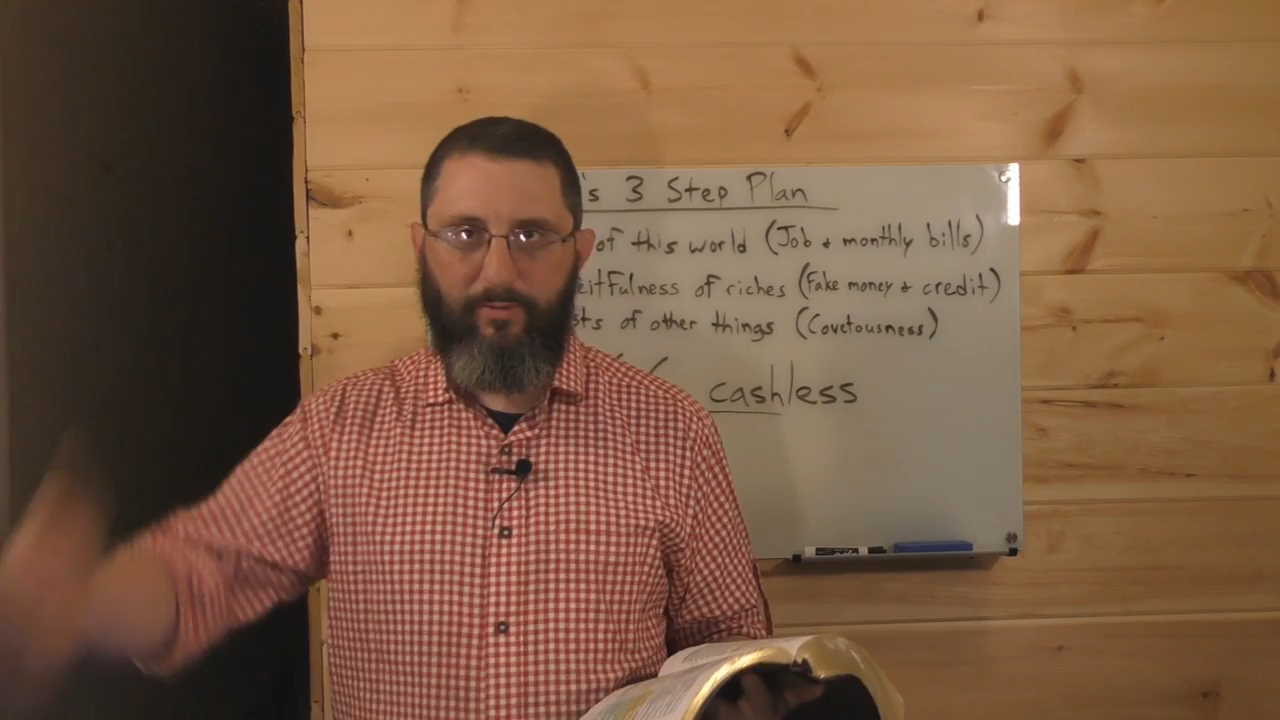 's 3 Step Plan
of this world (Job & monthly bills)
eitfulness of riches (Fake money & credit)
sts of other things (Covetousness)
cashless